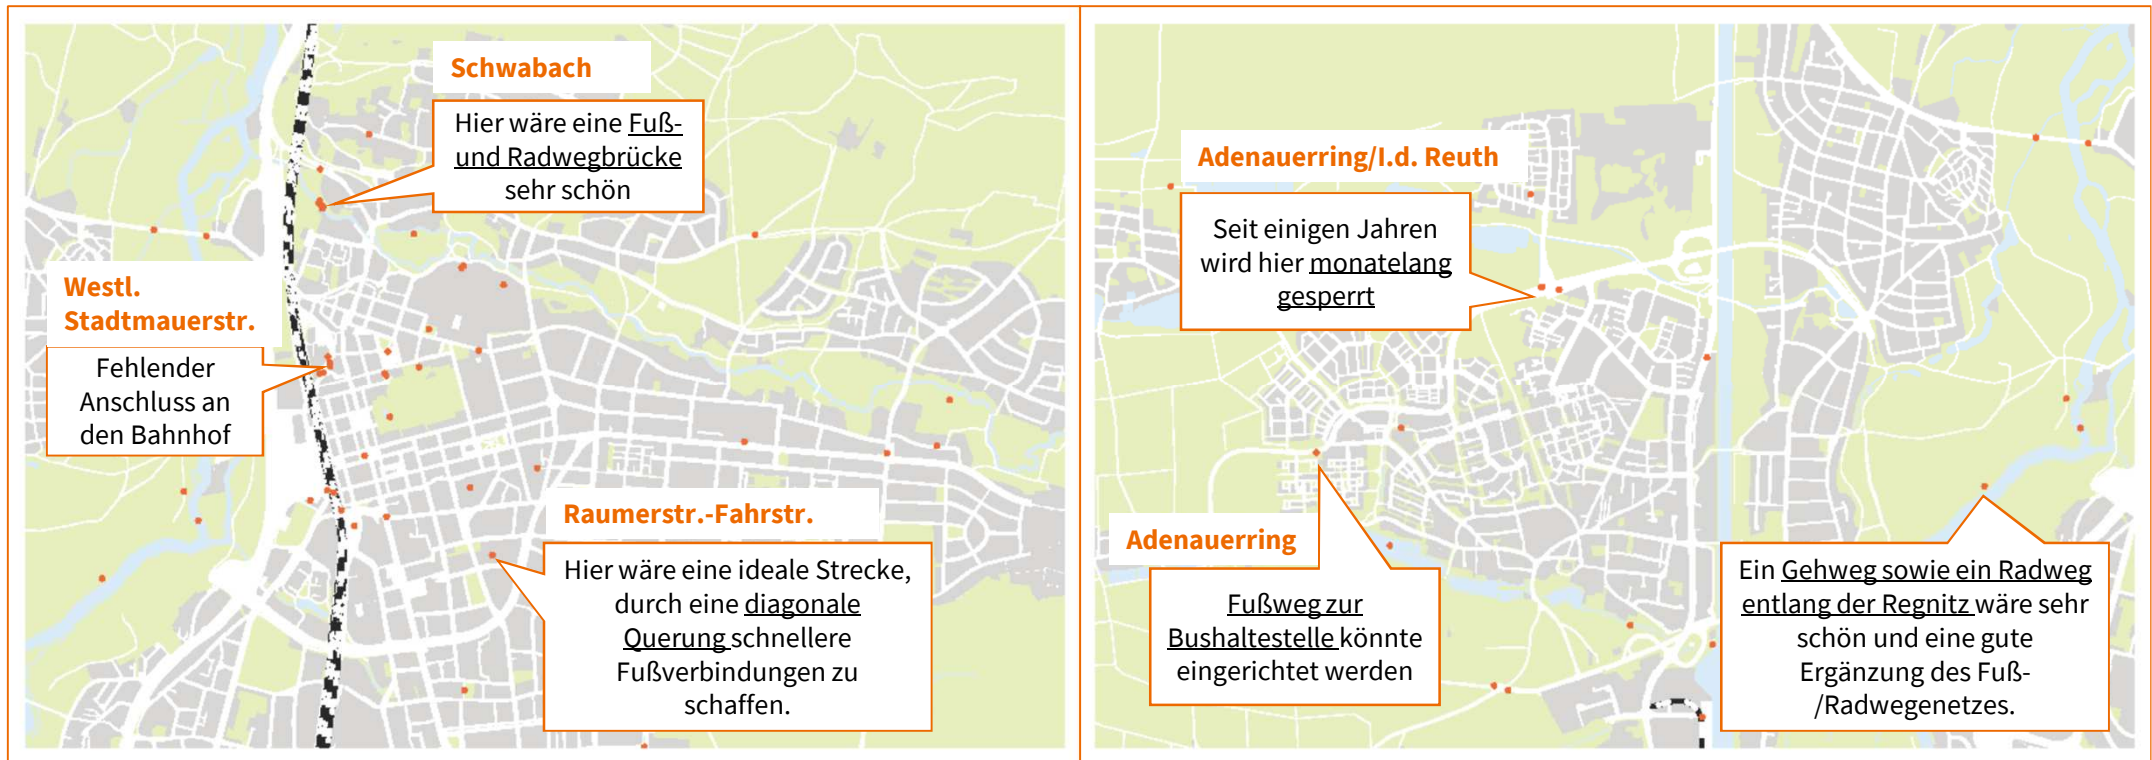 Schwabach
Hier wäre eine Fuß-
und Radwegbrücke
sehr schön
Westl.
Stadtmauerstr.
Fehlender
Anschluss an
den Bahnhof
Raumerstr.-Fahrstr.
Hier wäre eine ideale Strecke,
durch eine diagonale
Querung schnellere
Fußverbindungen zu
schaffen.
Adenauerring/I.d. Reuth
Seit einigen Jahren
wird hier monatelang
gesperrt
Adenauerring
Fußweg zur
Bushaltestelle könnte
eingerichtet werden
Ein Gehweg sowie ein Radweg
entlang der Regnitz wäre sehr
schön und eine gute
Ergänzung des Fuß-
/Radwegenetzes.